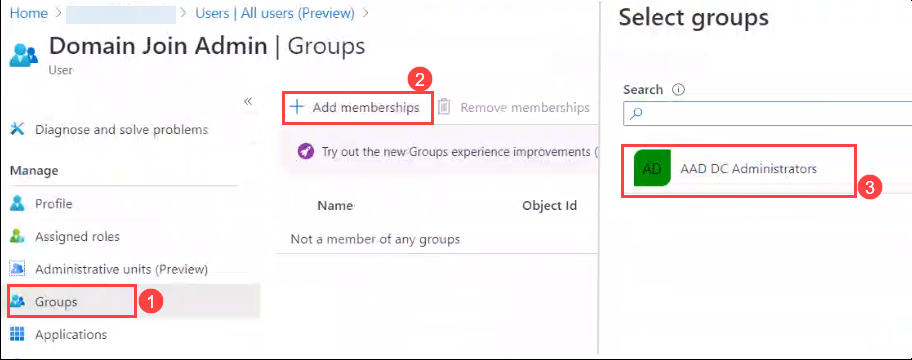 Home > Users | All users (Preview) >
Domain Join Admin | Groups
User
«
Diagnose and solve problems
Manage
Profile
Assigned roles
Administrative units (Preview)
Groups
1
Applications
2
+ Add memberships
Remove memberships
Try out the new Groups experience improvements (
Name Object Id
Not a member of any groups
Select groups
Search
AD AAD DC Administrators
3